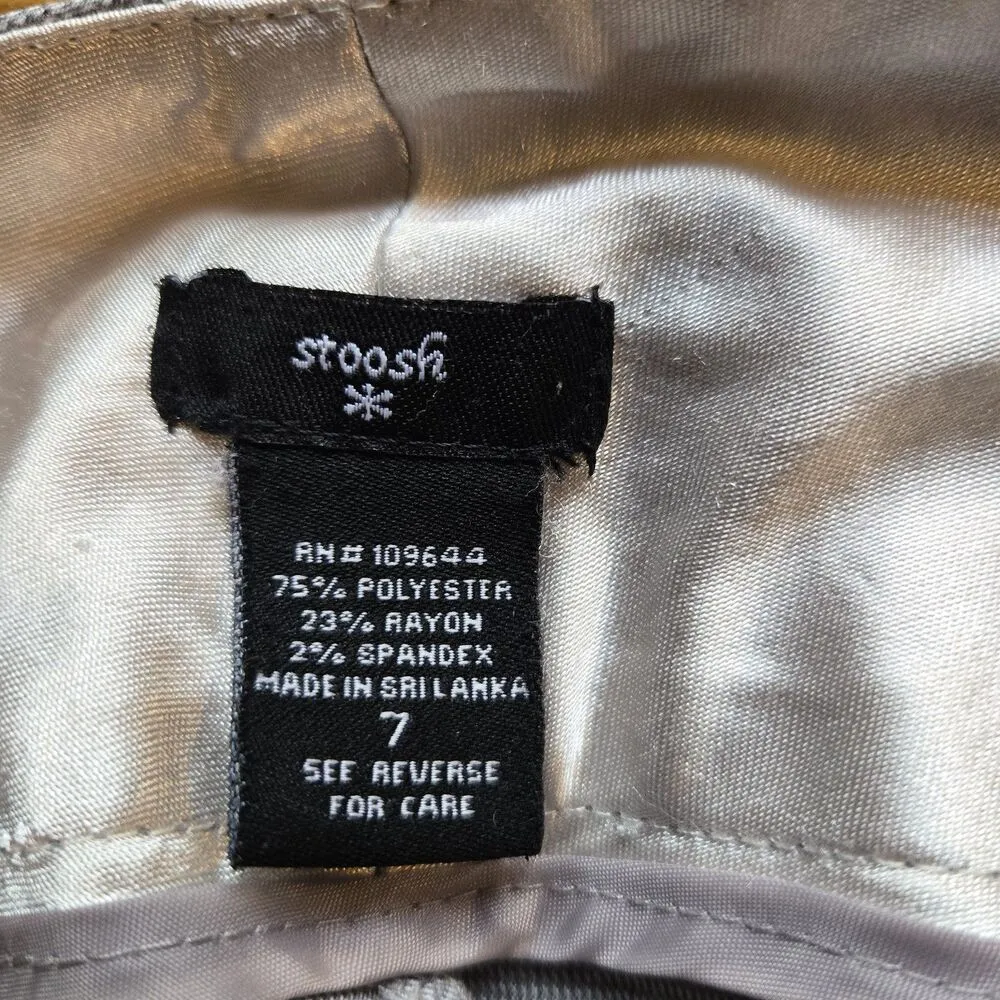 stoosh
RN# 109644
75% POLYESTER
23% RAYON
2% SPANDEX
MADE IN SRI LANKA
7
SEE REVERSE
FOR CARE